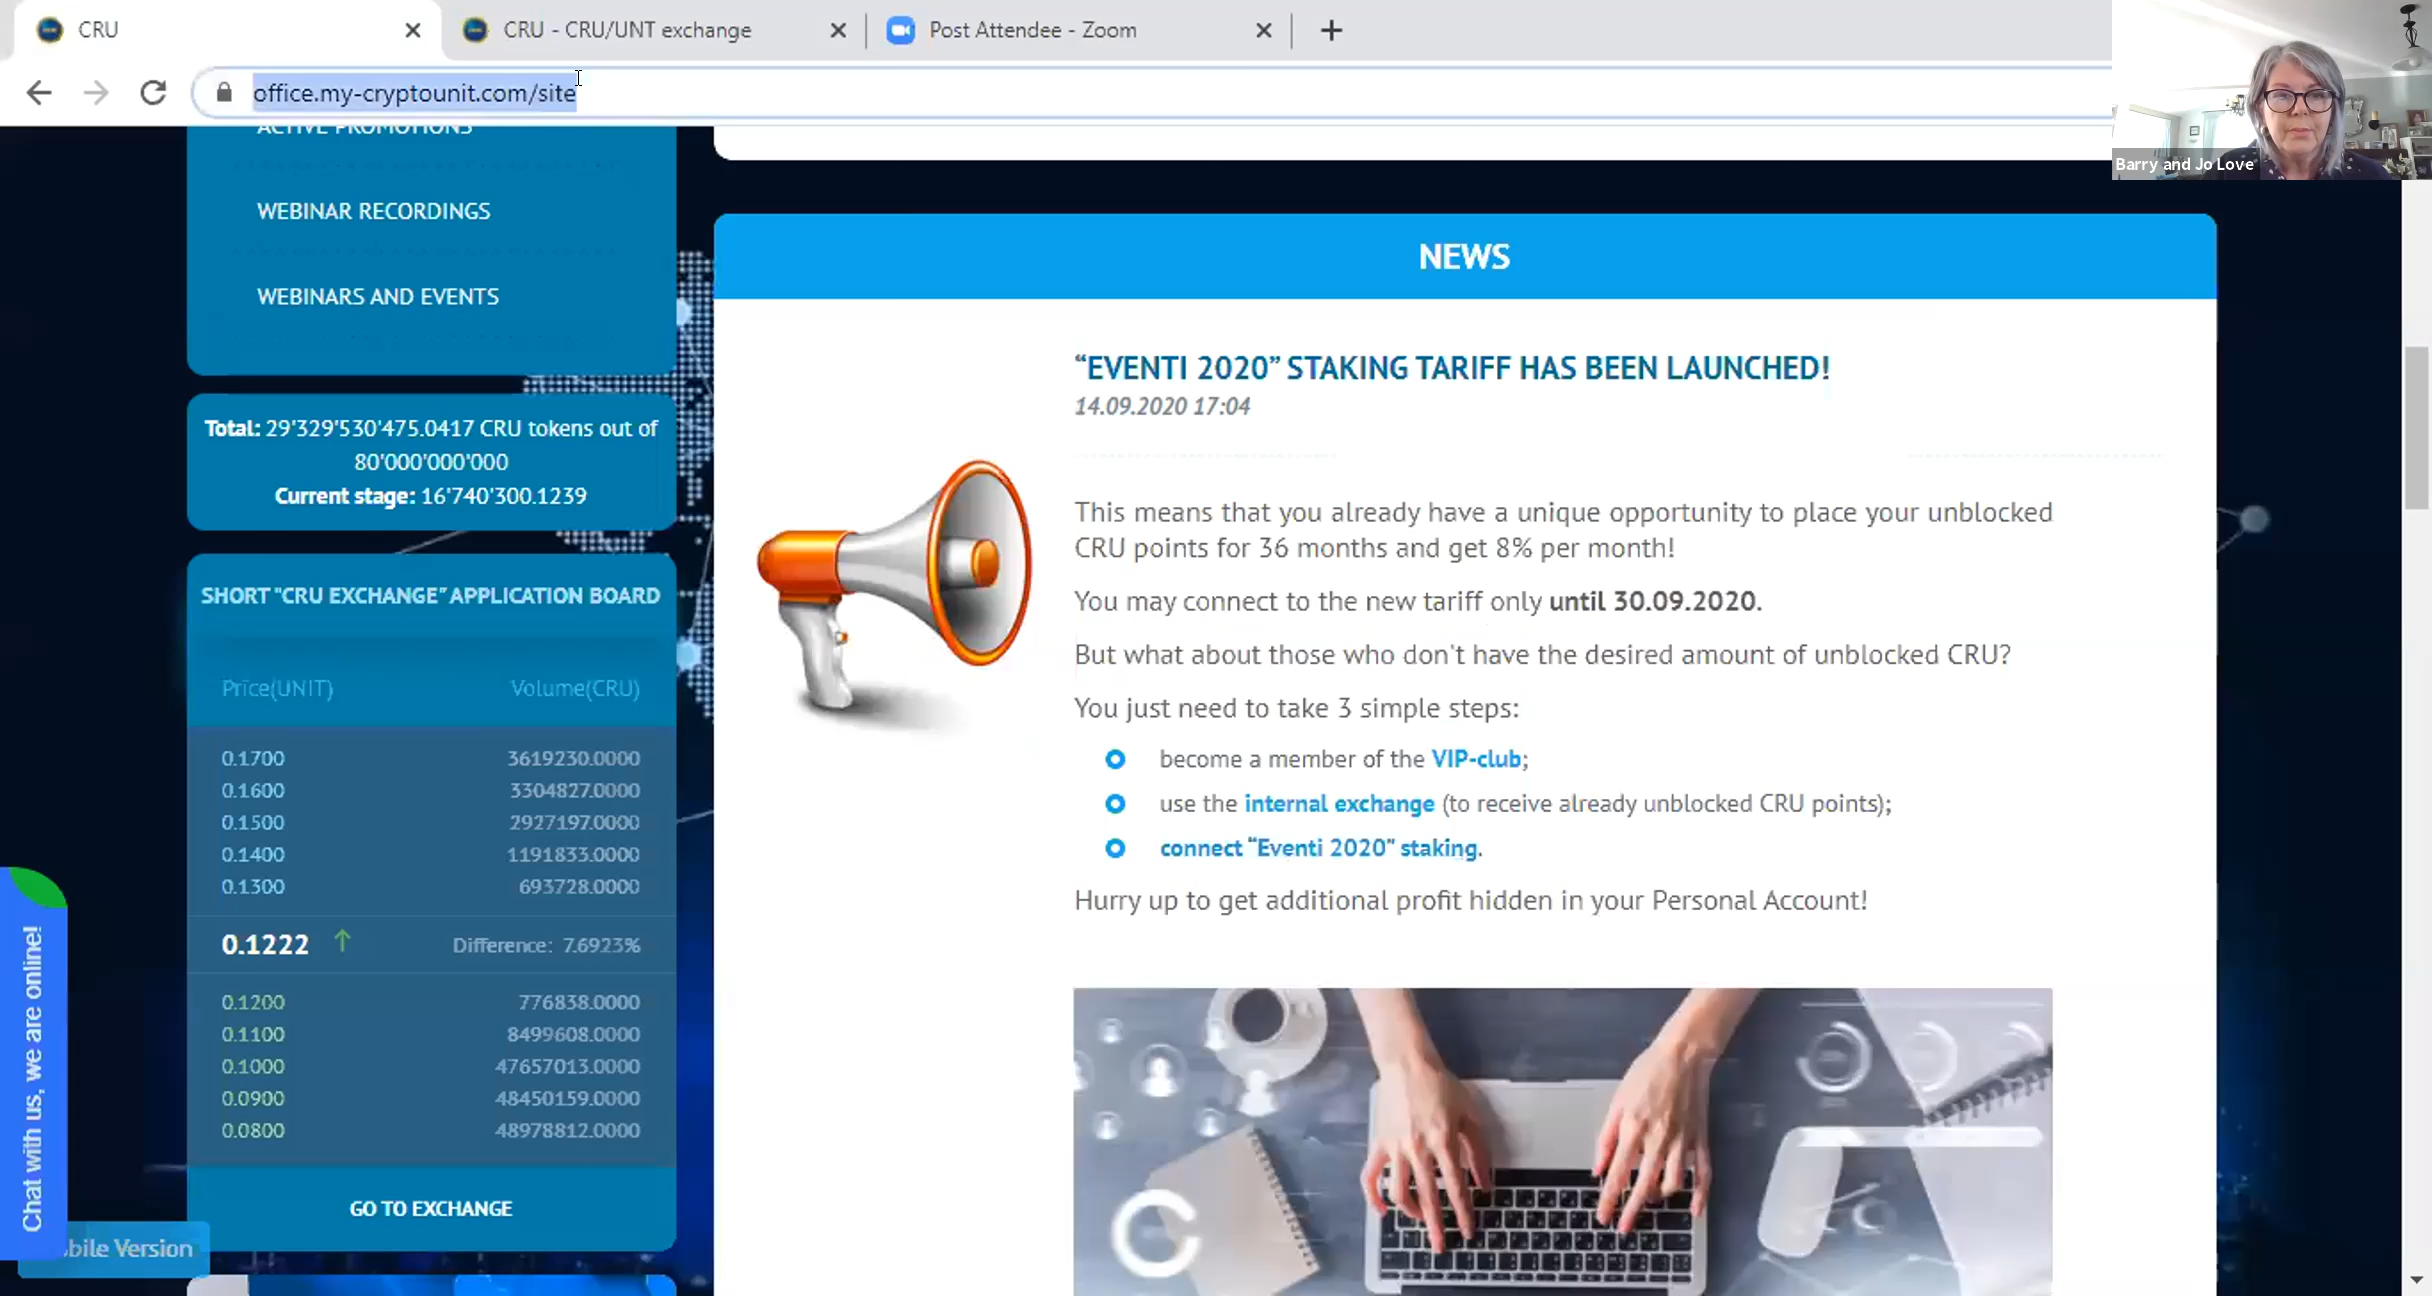 CRU
CRU - CRU/UNT exchange
Post Attendee - Zoom
office.my-cryptounit.com/site
Barry and Jo Love
ACTIVE PROMOTIONS
WEBINAR RECORDINGS
WEBINARS AND EVENTS
Total: 29'329'530'475.0417 CRU tokens out of
80'000'000'000
Current stage: 16'740'300.1239
SHORT "CRU EXCHANGE" APPLICATION BOARD
Price(UNIT) Volume(CRU)
0.1700 3619230.0000
0.1600 3304827.0000
0.1500 2927197.0000
0.1400 1191833.0000
0.1300 693728.0000
0.1222 ↑ Difference: 7.6923%
0.1200 776838.0000
0.1100 8499608.0000
0.1000 47657013.0000
0.0900 48450159.0000
0.0800 48978812.0000
GO TO EXCHANGE
Chat with us, we are online!
bile Version
NEWS
“EVENTI 2020” STAKING TARIFF HAS BEEN LAUNCHED!
14.09.2020 17:04
This means that you already have a unique opportunity to place your unblocked
CRU points for 36 months and get 8% per month!
You may connect to the new tariff only until 30.09.2020.
But what about those who don't have the desired amount of unblocked CRU?
You just need to take 3 simple steps:
become a member of the VIP-club;
use the internal exchange (to receive already unblocked CRU points);
connect “Eventi 2020” staking.
Hurry up to get additional profit hidden in your Personal Account!